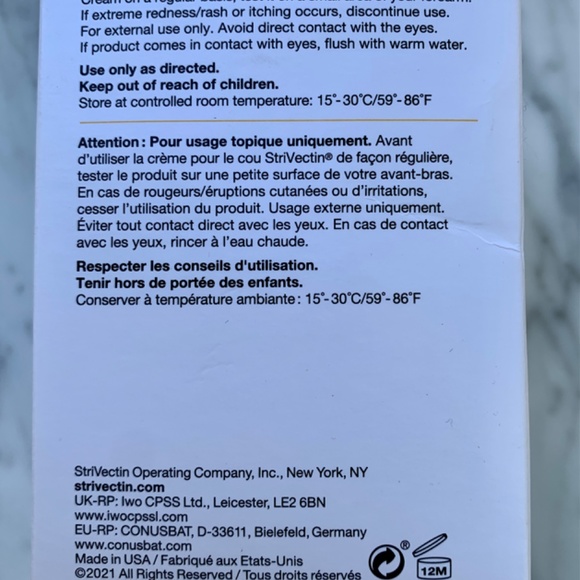 If extreme redness/rash or itching occurs, discontinue use.
For external use only. Avoid direct contact with the eyes.
If product comes in contact with eyes, flush with warm water.
Use only as directed.
Keep out of reach of children.
Store at controlled room temperature: 15°-30°C/59°-86°F
Attention : Pour usage topique uniquement. Avant
d'utiliser la crème pour le cou StriVectin® de façon régulière,
tester le produit sur une petite surface de votre avant-bras.
En cas de rougeurs/éruptions cutanées ou d'irritations,
cesser l'utilisation du produit. Usage externe uniquement.
Éviter tout contact direct avec les yeux. En cas de contact
avec les yeux, rincer à l'eau chaude.
Respecter les conseils d'utilisation.
Tenir hors de portée des enfants.
Conserver à température ambiante : 15°-30°C/59°-86°F
StriVectin Operating Company, Inc., New York, NY
strivectin.com
UK-RP: Iwo CPSS Ltd., Leicester, LE2 6BN
www.iwocpssl.com
EU-RP: CONUSBAT, D-33611, Bielefeld, Germany
www.conusbat.com
Made in USA / Fabriqué aux Etats-Unis
©2021 All Rights Reserved / Tous droits réservés
®
12M